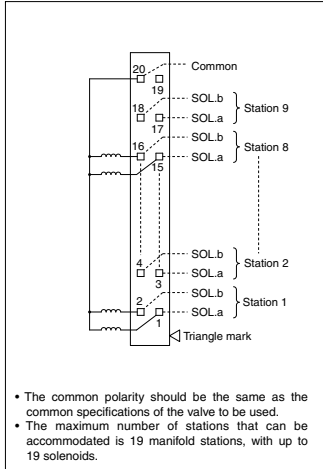 20
Common
19
SOL.b
18
Station 9
SOL.a
17
SOL.b
16
Station 8
SOL.a
15
SOL.b
4
Station 2
SOL.a
3
SOL.b
2
Station 1
SOL.a
1
Triangle mark
• The common polarity should be the same as the
common specifications of the valve to be used.
• The maximum number of stations that can be
accommodated is 19 manifold stations, with up to
19 solenoids.